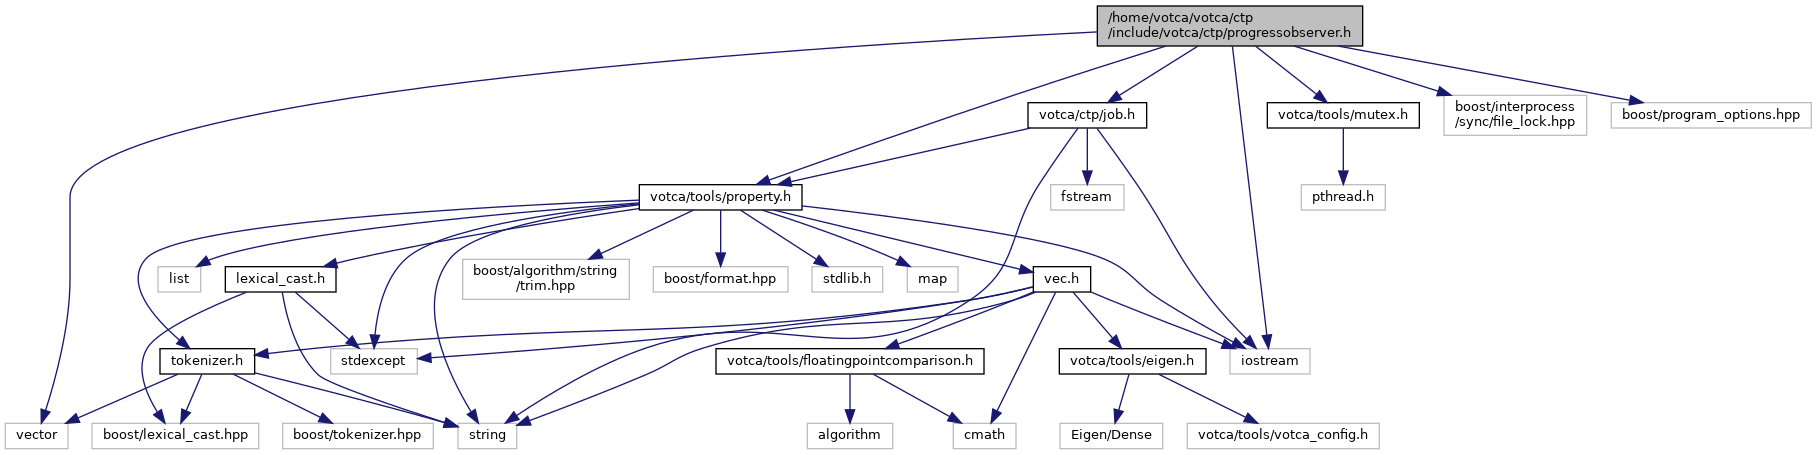 /home/votca/votca/ctp
/include/votca/ctp/progressobserver.h
votca/ctp/job.h
votca/tools/mutex.h
boost/interprocess
/sync/file_lock.hpp
boost/program_options.hpp
votca/tools/property.h
fstream
pthread.h
list
lexical_cast.h
boost/algorithm/string
/trim.hpp
boost/format.hpp
stdlib.h
map
vec.h
tokenizer.h
stdexcept
votca/tools/floatingpointcomparison.h
votca/tools/eigen.h
iostream
vector
boost/lexical_cast.hpp
boost/tokenizer.hpp
string
algorithm
cmath
Eigen/Dense
votca/tools/votca_config.h